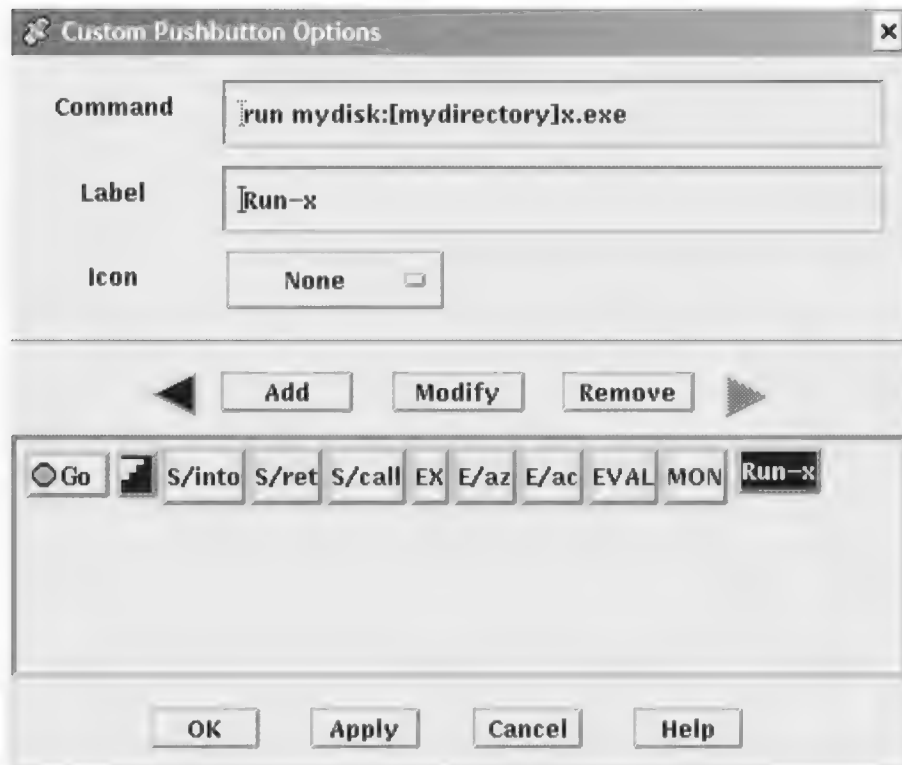 Custom Pushbutton Options
Command run mydisk:[mydirectory]x.exe
Label Run-x
Icon None
Add Modify Remove
Go S/into S/ret S/call EX E/az E/ac EVAL MON Run-x
OK Apply Cancel Help